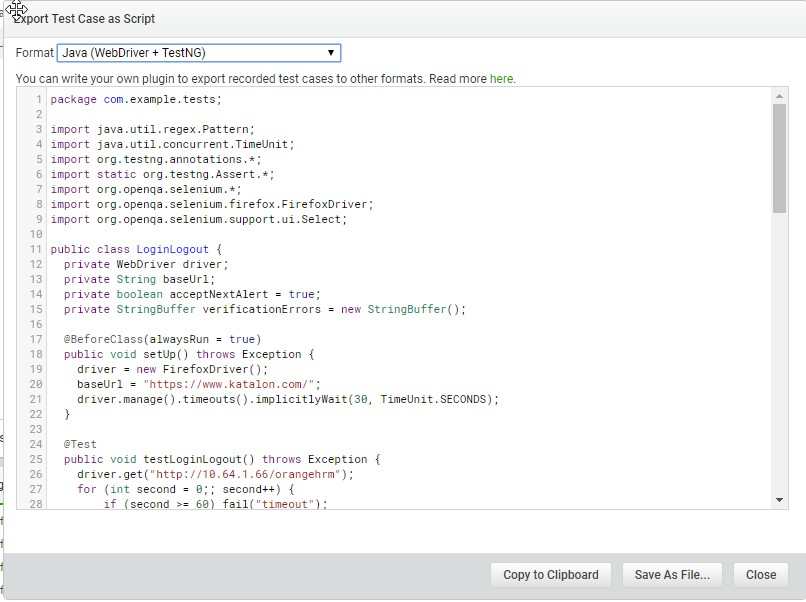 Export Test Case as Script
Format Java (WebDriver + TestNG)
You can write your own plugin to export recorded test cases to other formats. Read more here.
1 package com.example.tests;
2
3 import java.util.regex.Pattern;
4 import java.util.concurrent.TimeUnit;
5 import org.testng.annotations.*;
6 import static org.testng.Assert.*;
7 import org.openqa.selenium.*;
8 import org.openqa.selenium.firefox.FirefoxDriver;
9 import org.openqa.selenium.support.ui.Select;
10
11 public class LoginLogout {
12   private WebDriver driver;
13   private String baseUrl;
14   private boolean acceptNextAlert = true;
15   private StringBuffer verificationErrors = new StringBuffer();
16
17   @BeforeClass(alwaysRun = true)
18   public void setUp() throws Exception {
19     driver = new FirefoxDriver();
20     baseUrl = "https://www.katalon.com/";
21     driver.manage().timeouts().implicitlyWait(30, TimeUnit.SECONDS);
22   }
23
24   @Test
25   public void testLoginLogout() throws Exception {
26     driver.get("http://10.64.1.66/orangehrm");
27     for (int second = 0;; second++) {
28         if (second >= 60) fail("timeout");
Copy to Clipboard
Save As File...
Close